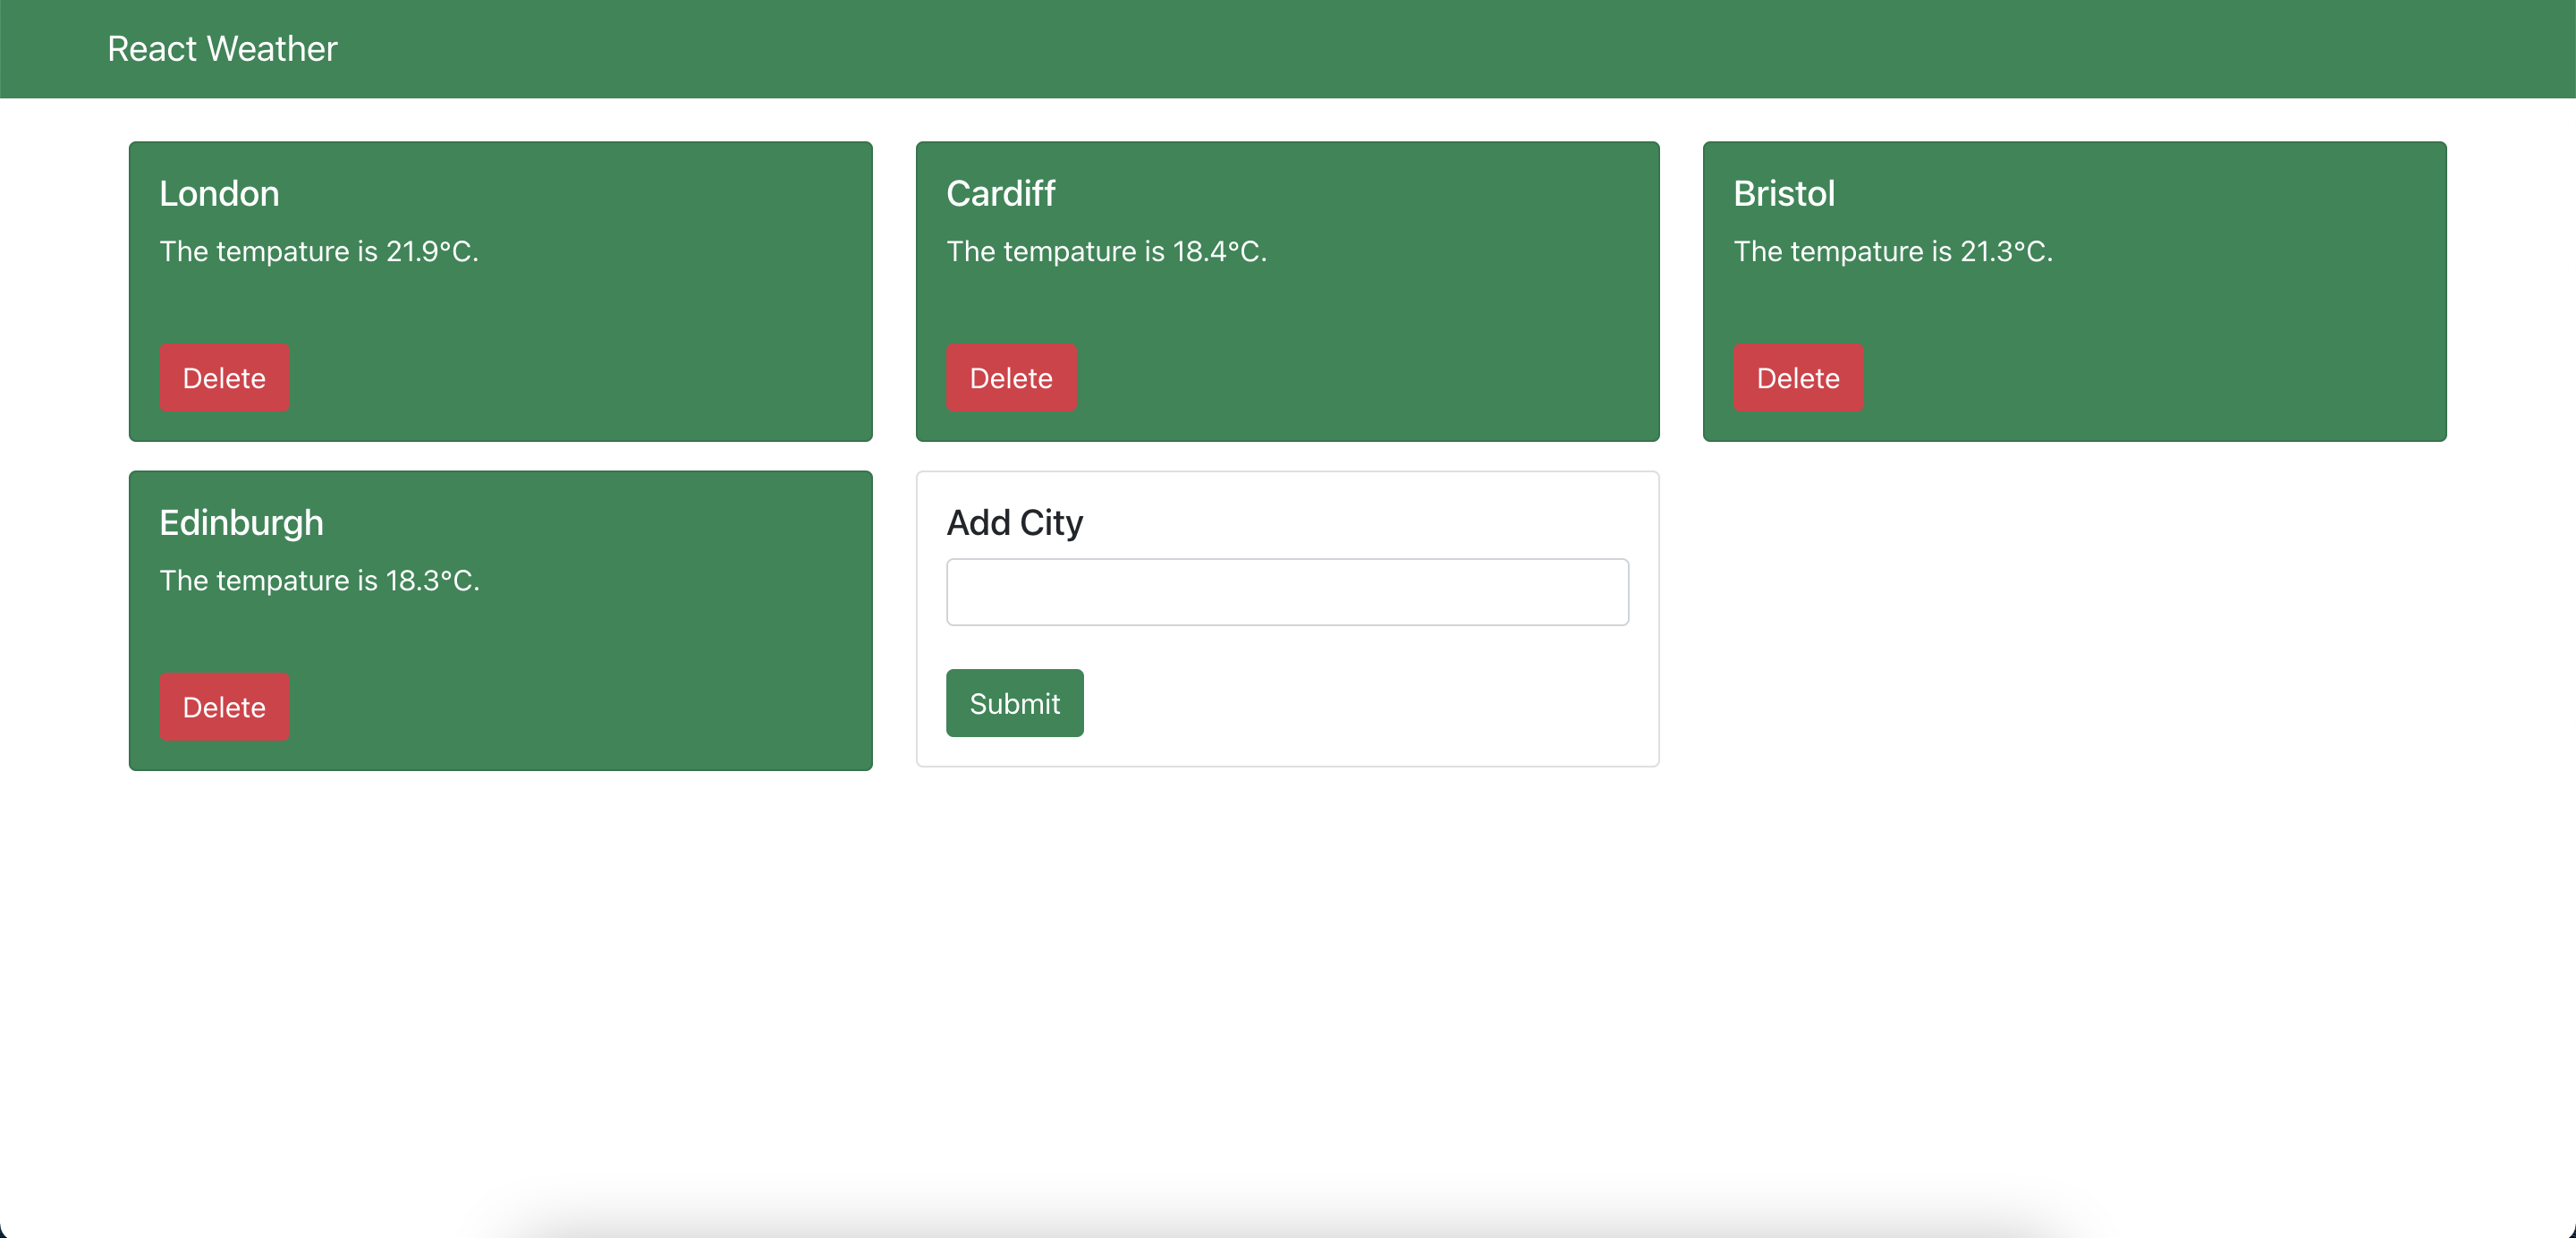 React Weather
London
The tempature is 21.9°C.
Delete
Cardiff
The tempature is 18.4°C.
Delete
Bristol
The tempature is 21.3°C.
Delete
Edinburgh
The tempature is 18.3°C.
Delete
Add City
Submit